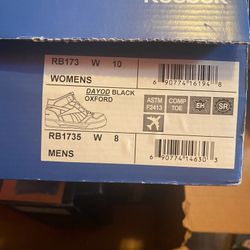 Reebok
RB173 W 10
WOMENS
6 90774 16194 8
DAYOD BLACK
OXFORD
ASTM
F2413
COMP
TOE
EH
SR
RB1735 W 8
MENS
6 90774 14630 3